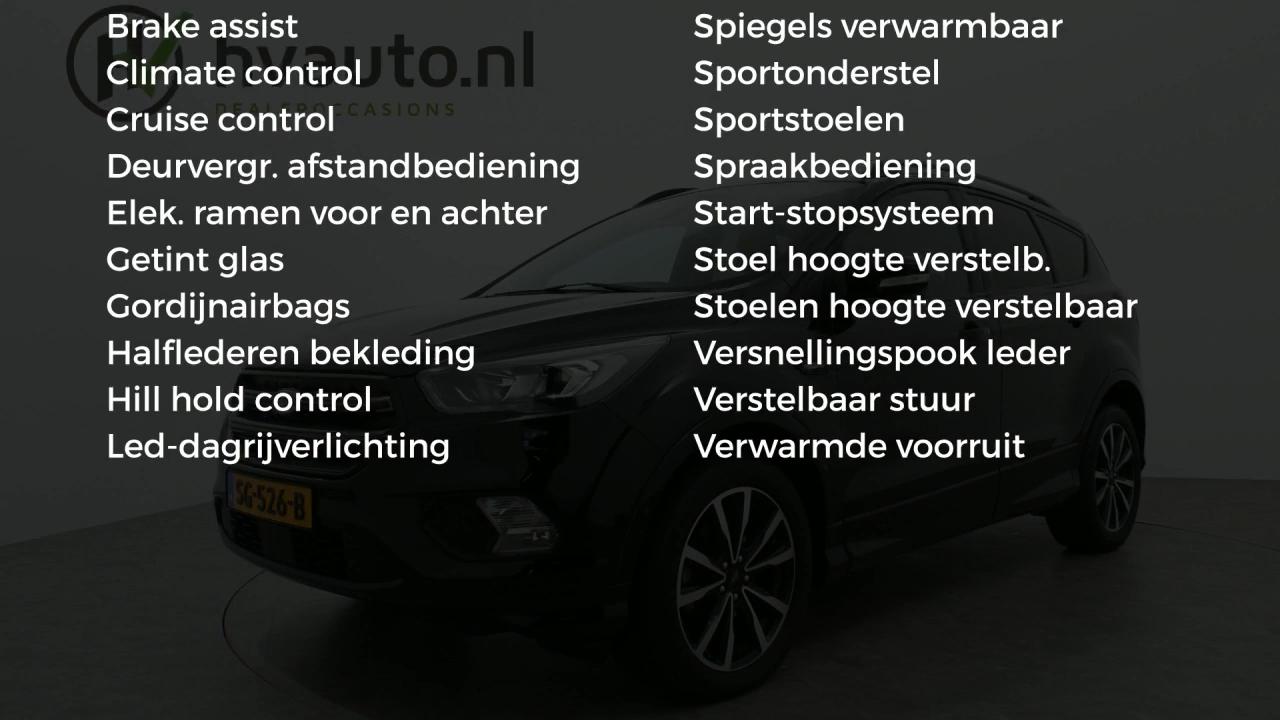 hvauto.nl
DEALEROCCASIONS
Brake assist
Climate control
Cruise control
Deurvergr. afstandbediening
Elek. ramen voor en achter
Getint glas
Gordijnairbags
Halflederen bekleding
Hill hold control
Led-dagrijverlichting
Spiegels verwarmbaar
Sportonderstel
Sportstoelen
Spraakbediening
Start-stopsysteem
Stoel hoogte verstelb.
Stoelen hoogte verstelbaar
Versnellingspook leder
Verstelbaar stuur
Verwarmde voorruit
SG-526-B